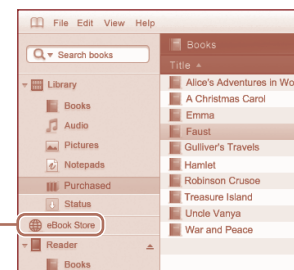 File Edit View Help
Search books
Library
Books
Audio
Pictures
Notepads
Purchased
Status
eBook Store
Reader
Books
Books
Title
Alice's Adventures in Wo
A Christmas Carol
Emma
Faust
Gulliver's Travels
Hamlet
Robinson Crusoe
Treasure Island
Uncle Vanya
War and Peace